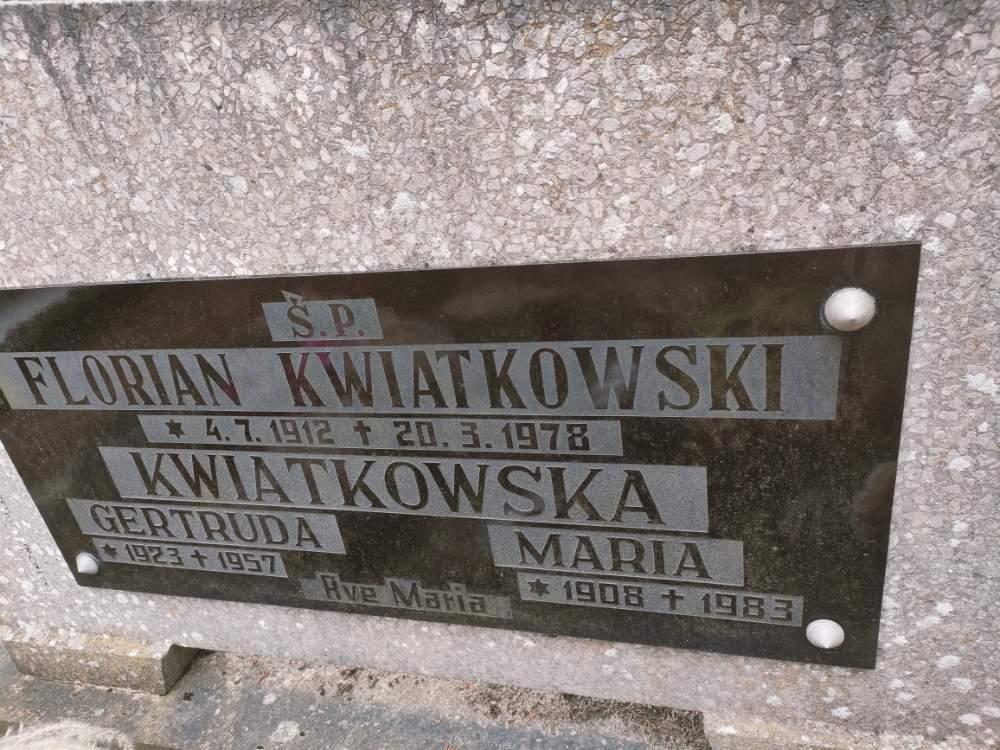 Ś.P.
FLORIAN KWIATKOWSKI
* 4.7.1912 ✝ 20.3.1978
KWIATKOWSKA
GERTRUDA
* 1923 ✝ 1957
MARIA
* 1908 ✝ 1983
Ave Maria